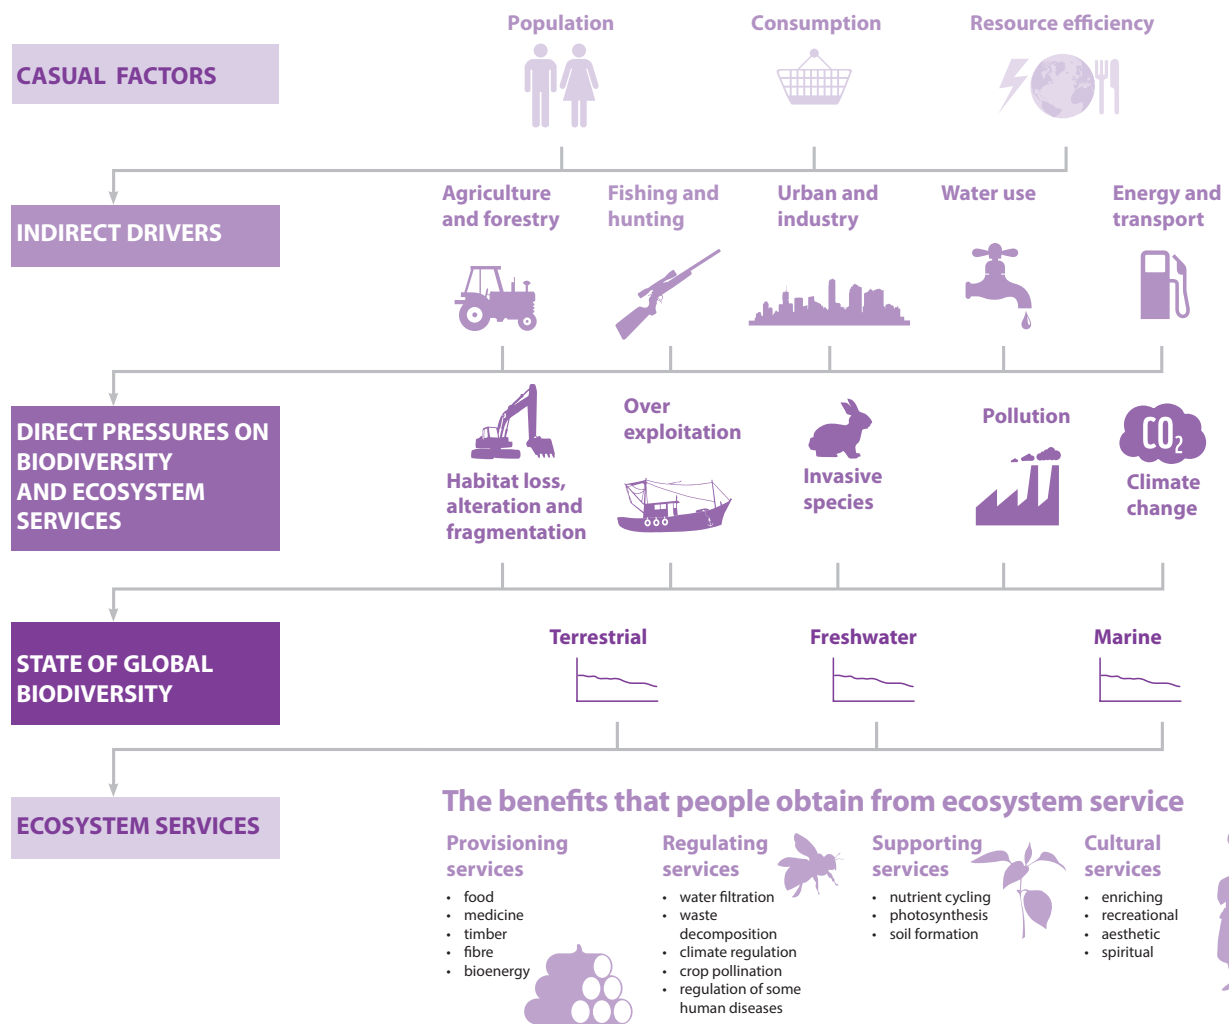 Population
Consumption
Resource efficiency
CASUAL FACTORS
Agriculture
and forestry
Fishing and
hunting
Urban and
industry
Water use
Energy and
transport
INDIRECT DRIVERS
DIRECT PRESSURES ON
BIODIVERSITY
AND ECOSYSTEM
SERVICES
Habitat loss,
alteration and
fragmentation
Over
exploitation
Invasive
species
Pollution
CO2
Climate
change
STATE OF GLOBAL
BIODIVERSITY
Terrestrial
Freshwater
Marine
ECOSYSTEM SERVICES
The benefits that people obtain from ecosystem service
Provisioning
services
• food
• medicine
• timber
• fibre
• bioenergy
Regulating
services
• water filtration
• waste
decomposition
• climate regulation
• crop pollination
• regulation of some
human diseases
Supporting
services
• nutrient cycling
• photosynthesis
• soil formation
Cultural
services
• enriching
• recreational
• aesthetic
• spiritual